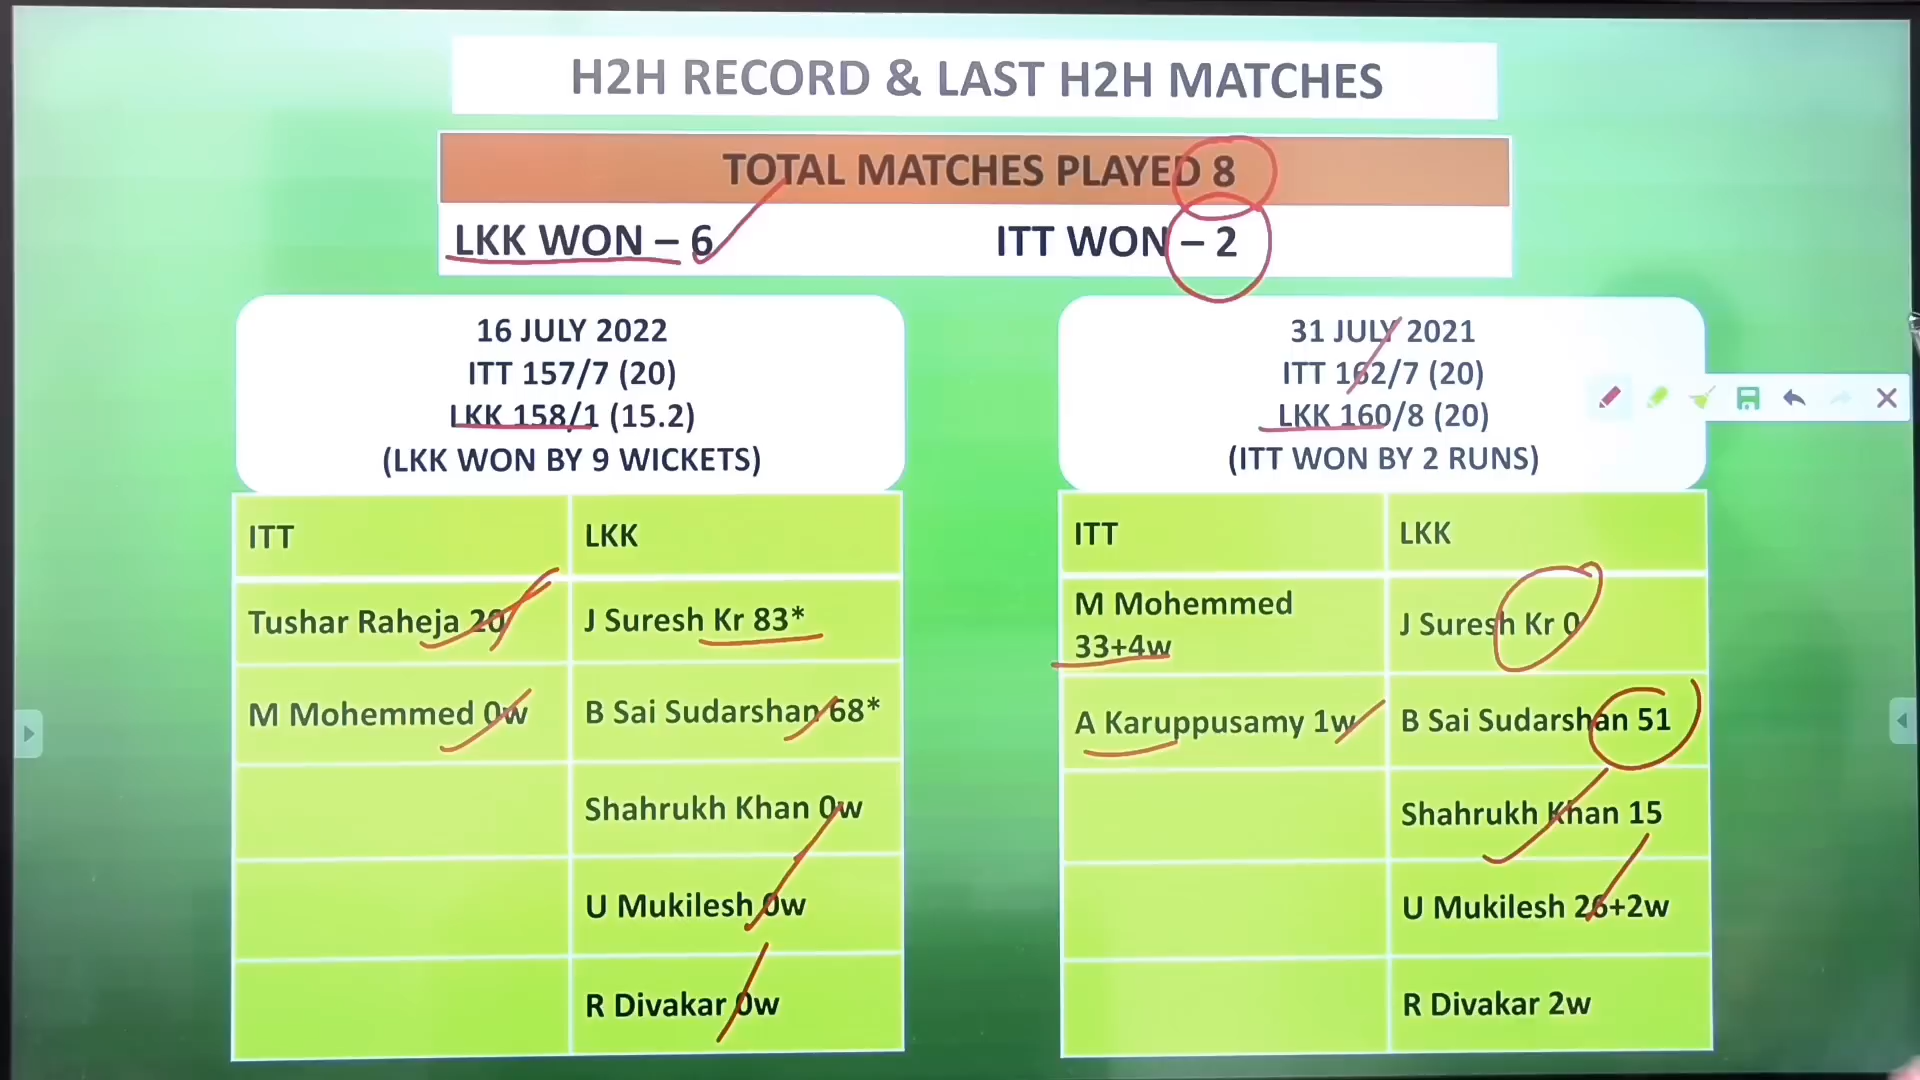 H2H RECORD & LAST H2H MATCHES
TOTAL MATCHES PLAYED 8
LKK WON – 6
ITT WON – 2
16 JULY 2022
ITT 157/7 (20)
LKK 158/1 (15.2)
(LKK WON BY 9 WICKETS)
31 JULY 2021
ITT 162/7 (20)
LKK 160/8 (20)
(ITT WON BY 2 RUNS)
ITT
LKK
Tushar Raheja 20
J Suresh Kr 83*
M Mohemmed 0w
B Sai Sudarshan 68*
Shahrukh Khan 0w
U Mukilesh 0w
R Divakar 0w
ITT
LKK
M Mohemmed
33+4w
J Suresh Kr 0
A Karuppusamy 1w
B Sai Sudarshan 51
Shahrukh Khan 15
U Mukilesh 26+2w
R Divakar 2w